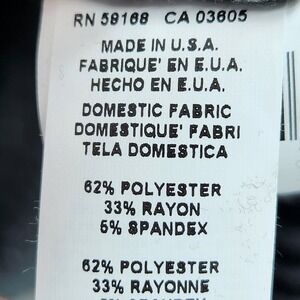 RN 59168 CA 03605
MADE IN U.S.A.
FABRIQUE' EN E.U.A.
HECHO EN E.U.A.
DOMESTIC FABRIC
DOMESTIQUE' FABRI
TELA DOMESTICA
62% POLYESTER
33% RAYON
5% SPANDEX
62% POLYESTER
33% RAYONNE